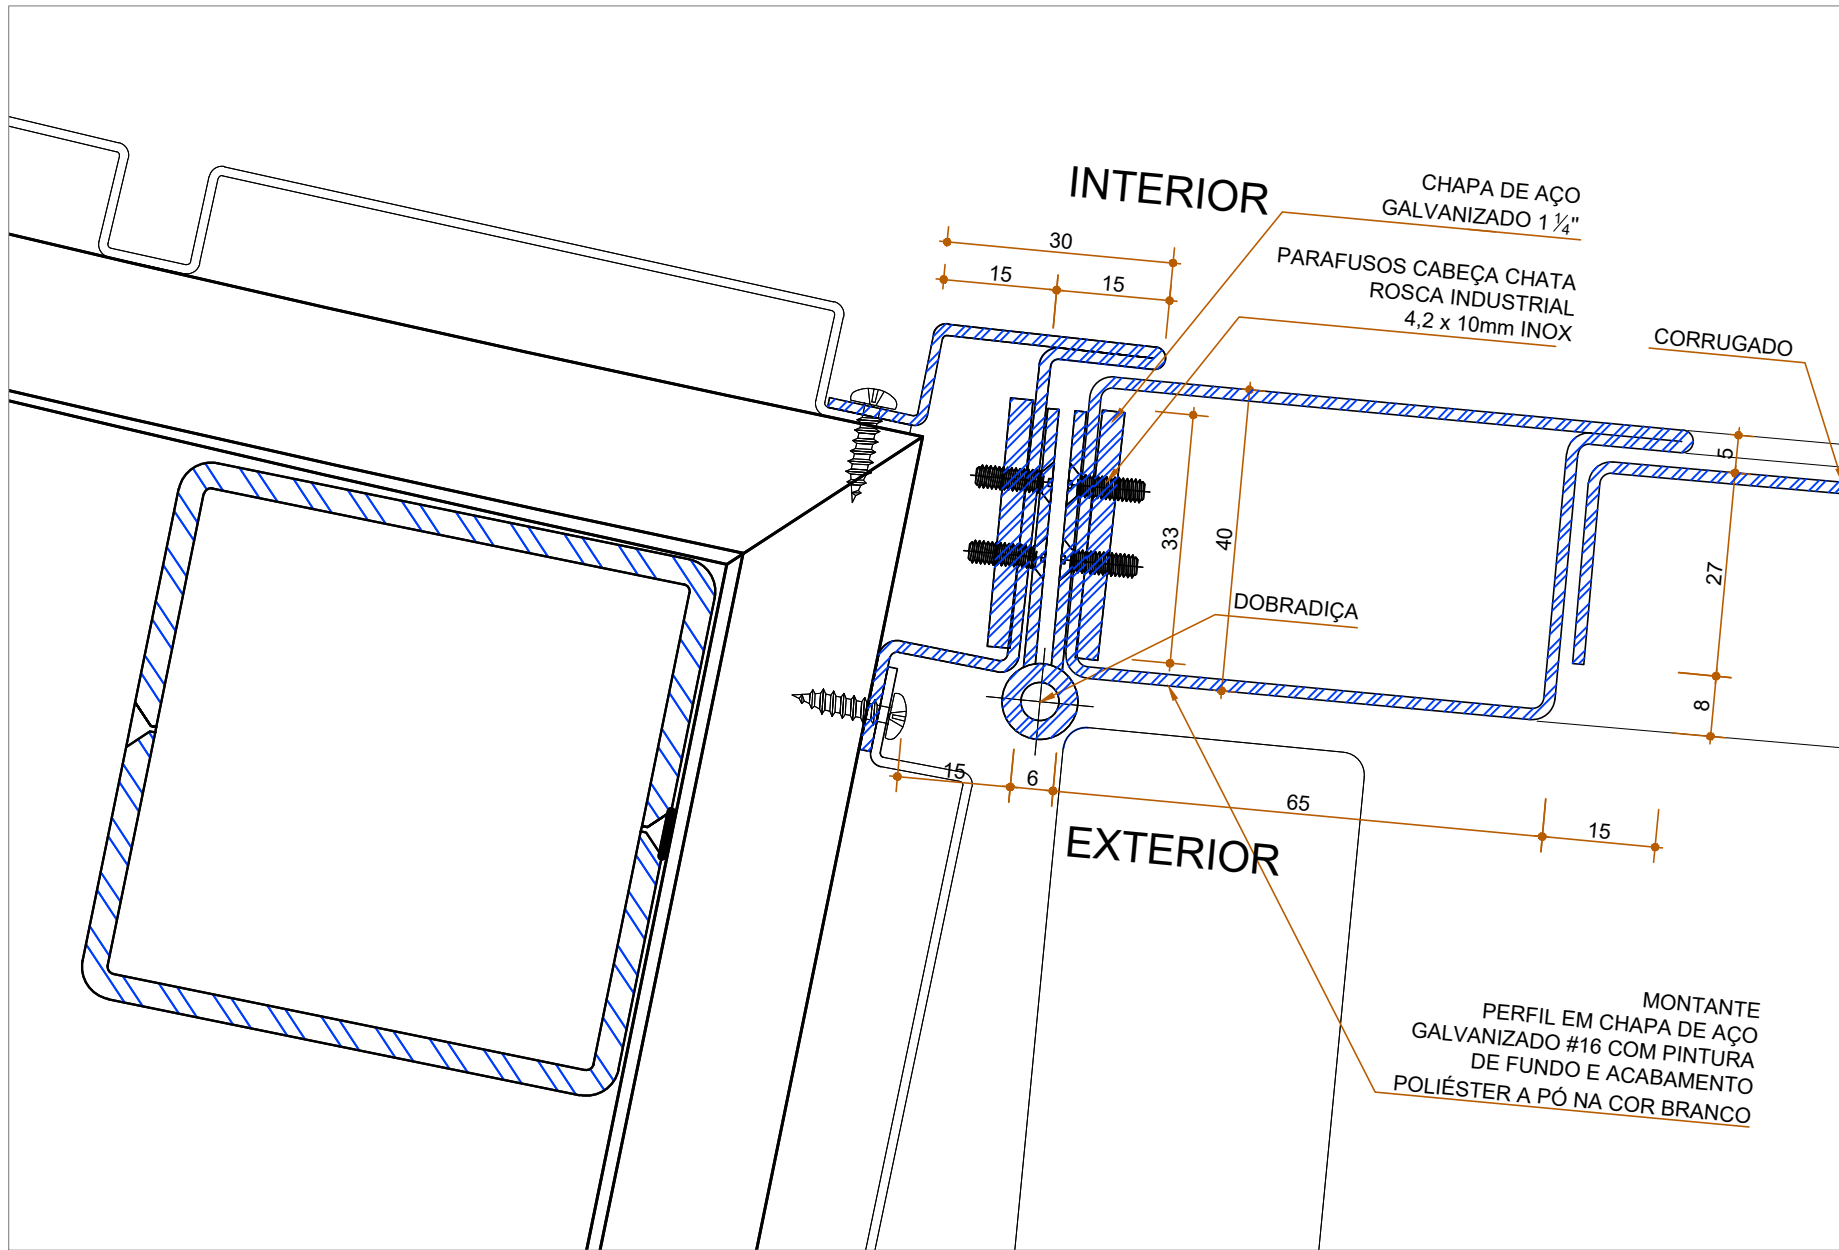 INTERIOR
CHAPA DE AÇO
GALVANIZADO 1 ¼"
30
15
15
PARAFUSOS CABEÇA CHATA
ROSCA INDUSTRIAL
4,2 x 10mm INOX
CORRUGADO
5
33
40
27
DOBRADIÇA
8
15
6
65
15
EXTERIOR
MONTANTE
PERFIL EM CHAPA DE AÇO
GALVANIZADO #16 COM PINTURA
DE FUNDO E ACABAMENTO
POLIÉSTER A PÓ NA COR BRANCO